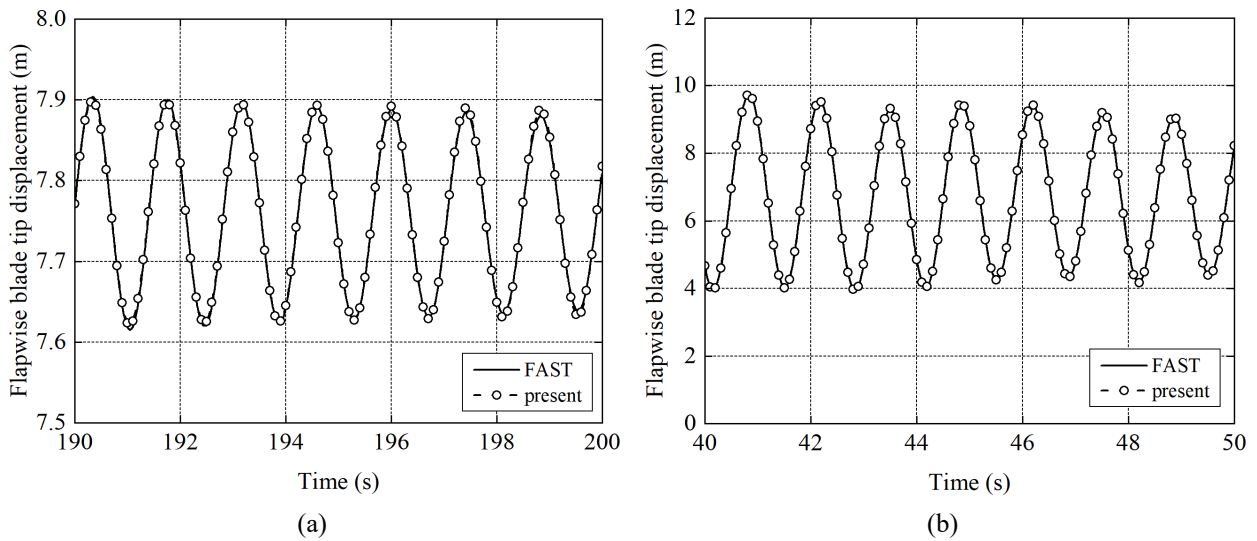 Flapwise blade tip displacement (m)
8.0
7.9
7.8
7.7
7.6
7.5
190
192
194
196
198
200
Time (s)
FAST
present
(a)
Flapwise blade tip displacement (m)
12
10
8
6
4
2
0
40
42
44
46
48
50
Time (s)
FAST
present
(b)